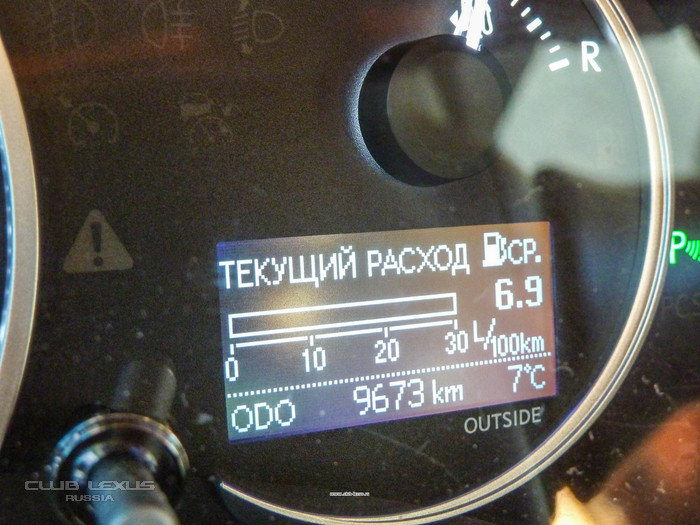 R
P
ТЕКУЩИЙ РАСХОД СР.
6.9
0 10 20 30 L/100km
ODO 9673 km 7°C
OUTSIDE
CLUB LEXUS
RUSSIA